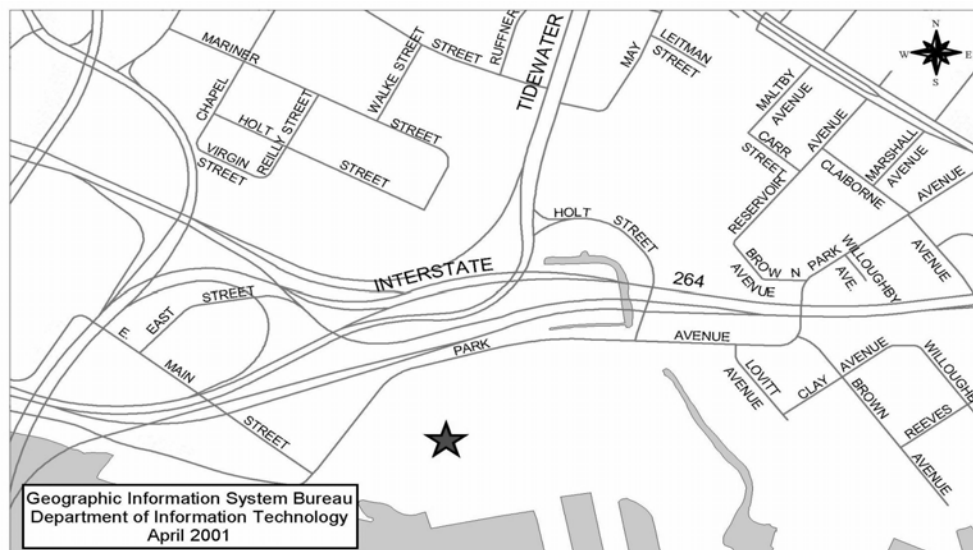 N
W E
S
MARINER
STREET
WALKE STREET
RUFFNER
TIDEWATER
MAY
LEITMAN
STREET
CHAPEL
HOLT
REILLY STREET
STREET
VIRGIN
STREET
STREET
MALTBY
AVENUE
CARR
STREET
AVENUE
RESERVOIR
CLAIBORNE
MARSHALL
AVENUE
AVENUE
HOLT
STREET
BROWN
AVENUE
PARK
WILLOUGHBY
AVE.
AVENUE
INTERSTATE
264
STREET
EAST
E.
MAIN
STREET
PARK
AVENUE
LOVITT
AVENUE
CLAY
AVENUE
BROWN
AVENUE
WILLOUGHBY
REEVES
Geographic Information System Bureau
Department of Information Technology
April 2001